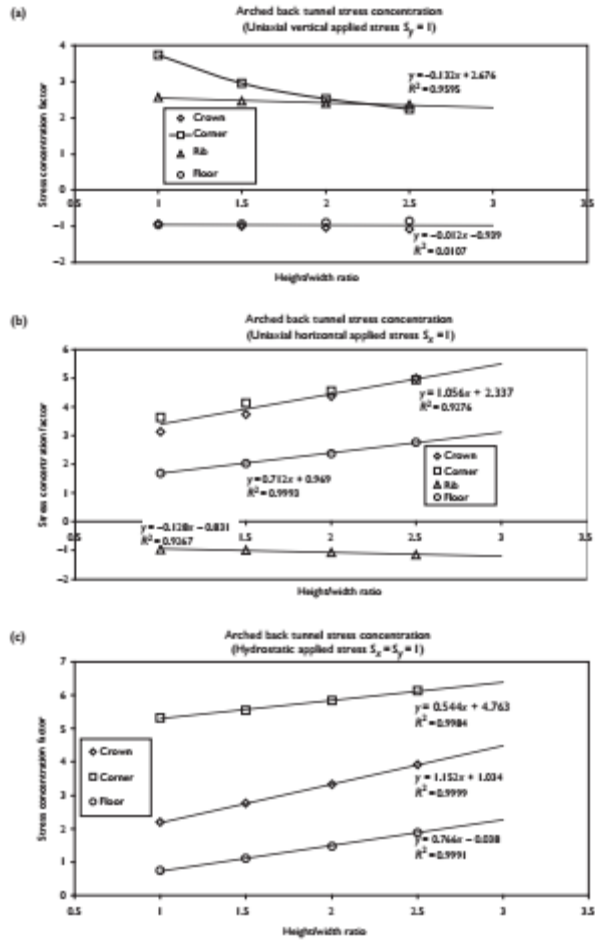 (a)
Arched back tunnel stress concentration
(Uniaxial vertical applied stress Sy = 1)
4
3
2
1
0
−1
−2
Stress concentration factor
y = −0.132x + 2.676
R² = 0.9595
Crown
Corner
Rib
Floor
0.5
1
1.5
2
2.5
3
3.5
y = −0.012x − 0.939
R² = 0.0107
Height/width ratio
(b)
Arched back tunnel stress concentration
(Uniaxial horizontal applied stress Sx = 1)
6
5
4
3
2
1
0
−1
−2
Stress concentration factor
y = 1.056x + 2.337
R² = 0.9276
Crown
Corner
Rib
Floor
y = 0.712x + 0.969
R² = 0.9993
0.5
1.5
2
2.5
3
3.5
y = −0.128x − 0.831
R² = 0.9267
Height/width ratio
(c)
Arched back tunnel stress concentration
(Hydrostatic applied stress Sx = Sy = 1)
7
6
5
4
3
2
1
0
Stress concentration factor
y = 0.544x + 4.763
R² = 0.9984
Crown
Corner
Floor
y = 1.152x + 1.034
R² = 0.9999
y = 0.766x − 0.038
R² = 0.9991
0.5
1
1.5
2
2.5
3
3.5
Height/width ratio